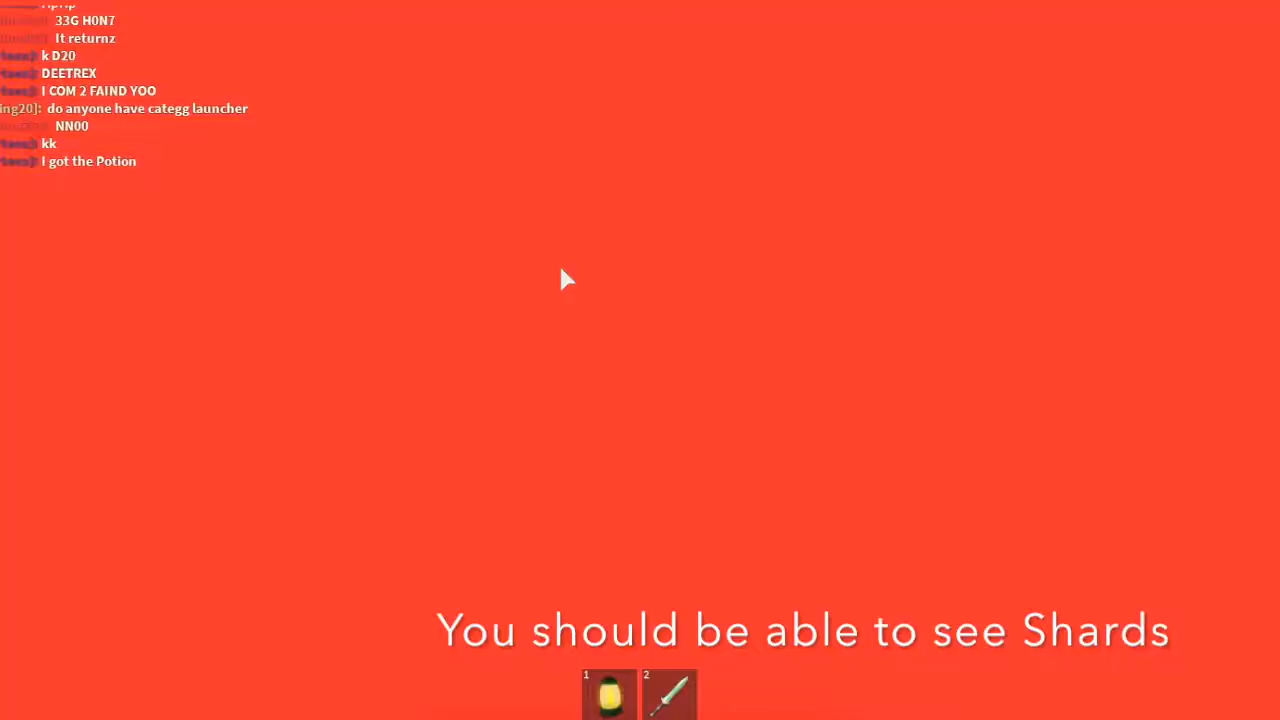 33G H0N7
It returnz
k D20
DEETREX
I COM 2 FAIND YOO
ing20]: do anyone have categg launcher
NN00
kk
I got the Potion
You should be able to see Shards
1 2